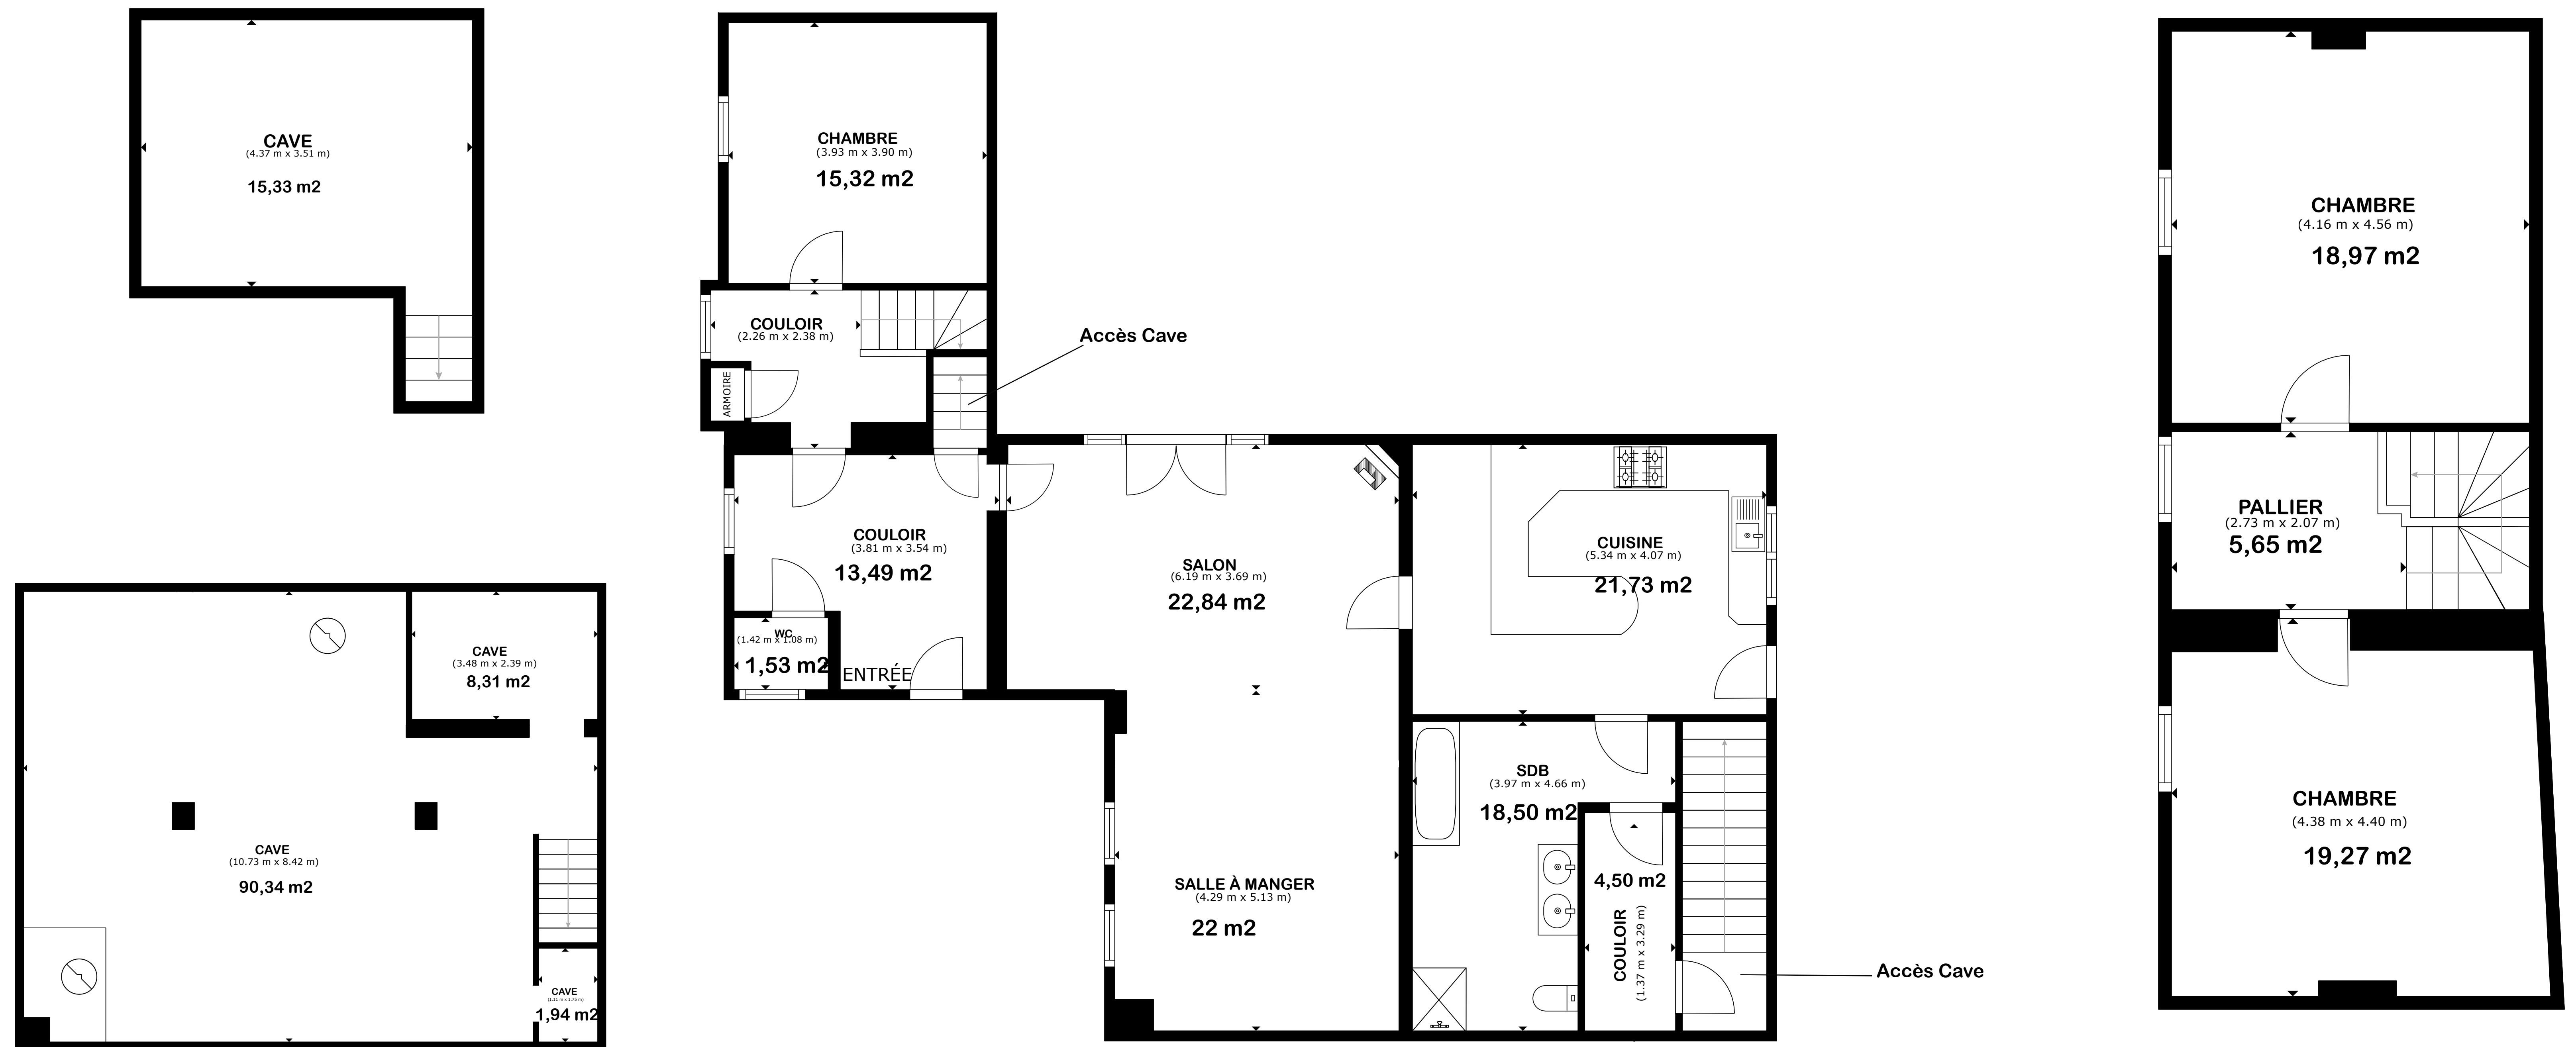 CAVE
(4.37 m x 3.51 m)
15,33 m2
CAVE
(3.48 m x 2.39 m)
8,31 m2
CAVE
(10.73 m x 8.42 m)
90,34 m2
CAVE
(1.11 m x 1.75 m)
1,94 m2
CHAMBRE
(3.93 m x 3.90 m)
15,32 m2
COULOIR
(2.26 m x 2.38 m)
ARMOIRE
Accès Cave
COULOIR
(3.81 m x 3.54 m)
13,49 m2
WC
(1.42 m x 1.08 m)
1,53 m2
ENTRÉE
SALON
(6.19 m x 3.69 m)
22,84 m2
CUISINE
(5.34 m x 4.07 m)
21,73 m2
SDB
(3.97 m x 4.66 m)
18,50 m2
SALLE À MANGER
(4.29 m x 5.13 m)
22 m2
4,50 m2
COULOIR
(1.37 m x 3.29 m)
Accès Cave
CHAMBRE
(4.16 m x 4.56 m)
18,97 m2
PALLIER
(2.73 m x 2.07 m)
5,65 m2
CHAMBRE
(4.38 m x 4.40 m)
19,27 m2